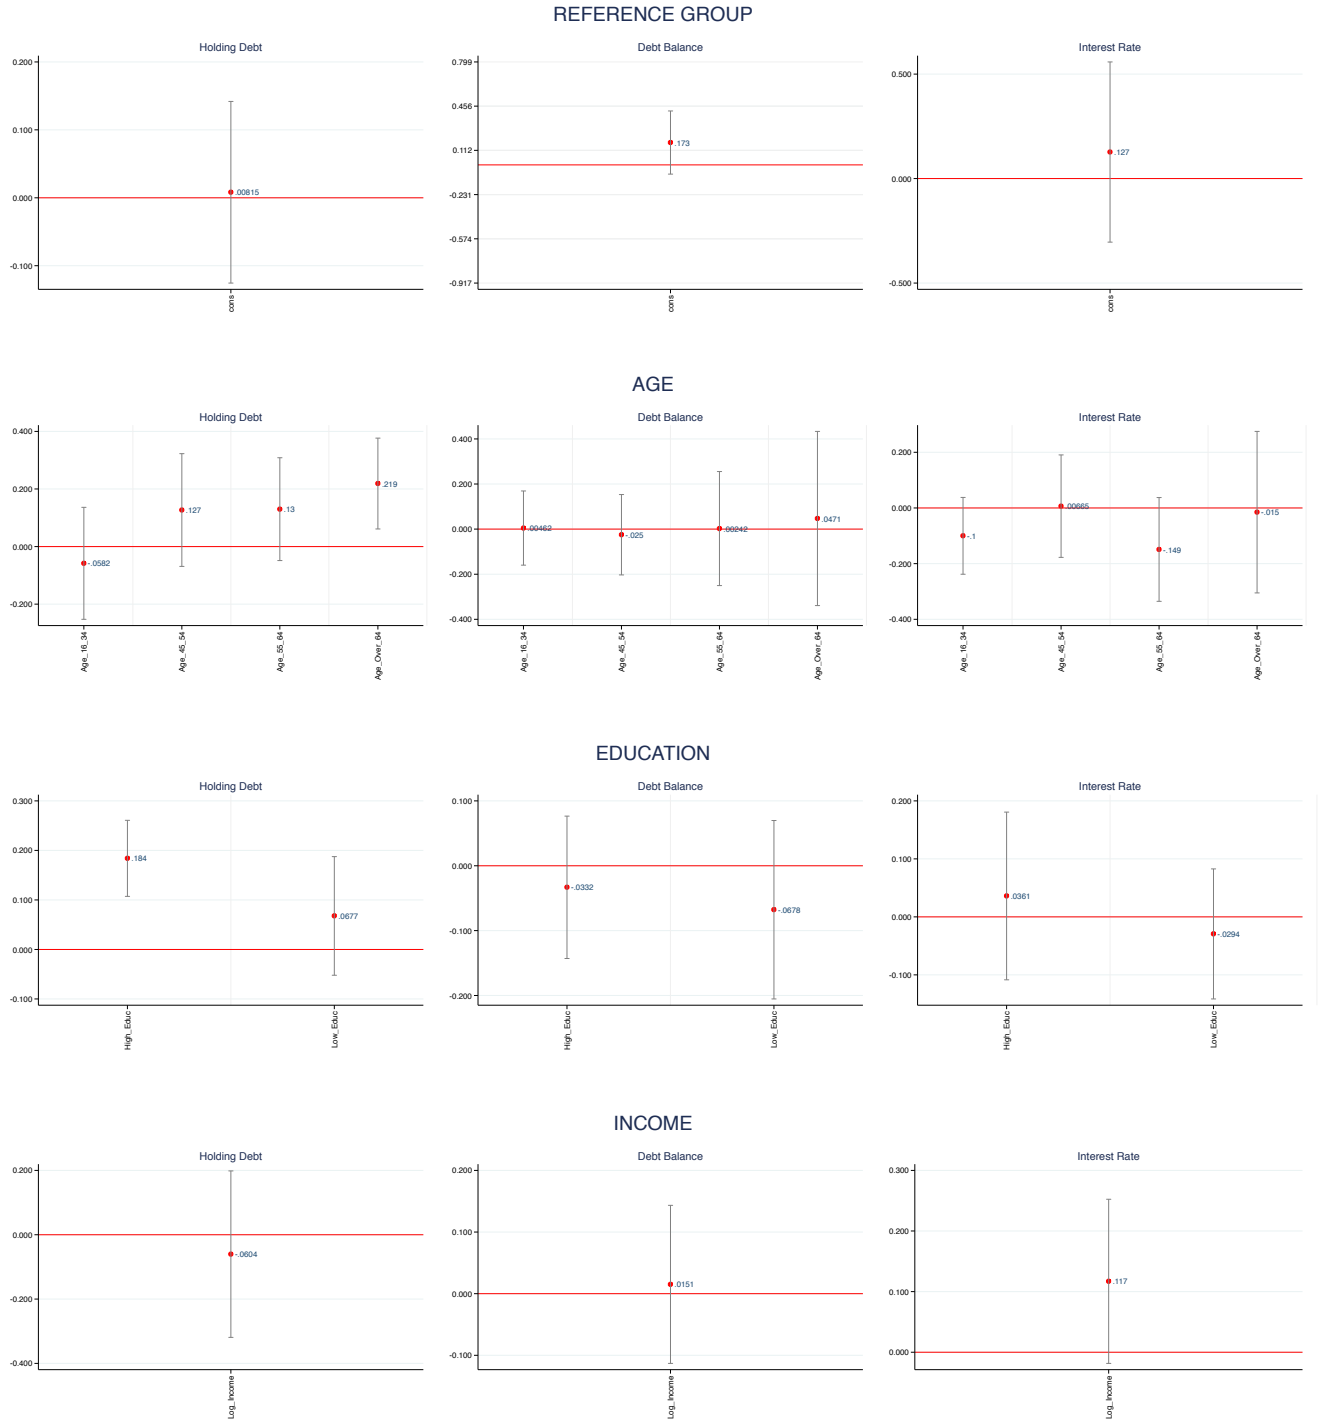 REFERENCE GROUP
Holding Debt
0.200
0.100
0.000
-0.100
.00815
cons
Debt Balance
0.799
0.456
0.112
-0.231
-0.574
-0.917
.173
cons
Interest Rate
0.500
0.000
-0.500
.127
cons
AGE
Holding Debt
0.400
0.200
0.000
-0.200
-.0582
.127
.13
.219
Age_16_34
Age_45_54
Age_55_64
Age_Over_64
Debt Balance
0.400
0.200
0.000
-0.200
-0.400
.00462
-.025
.00242
.0471
Age_16_34
Age_45_54
Age_55_64
Age_Over_64
Interest Rate
0.200
0.000
-0.200
-0.400
-.1
.00665
-.149
-.015
Age_16_34
Age_45_54
Age_55_64
Age_Over_64
EDUCATION
Holding Debt
0.300
0.200
0.100
0.000
-0.100
.184
.0677
High_Educ
Low_Educ
Debt Balance
0.100
0.000
-0.100
-0.200
-.0332
-.0678
High_Educ
Low_Educ
Interest Rate
0.200
0.100
0.000
-0.100
.0361
-.0294
High_Educ
Low_Educ
INCOME
Holding Debt
0.200
0.000
-0.200
-0.400
-.0604
Log_Income
Debt Balance
0.200
0.100
0.000
-0.100
.0151
Log_Income
Interest Rate
0.300
0.200
0.100
0.000
.117
Log_Income